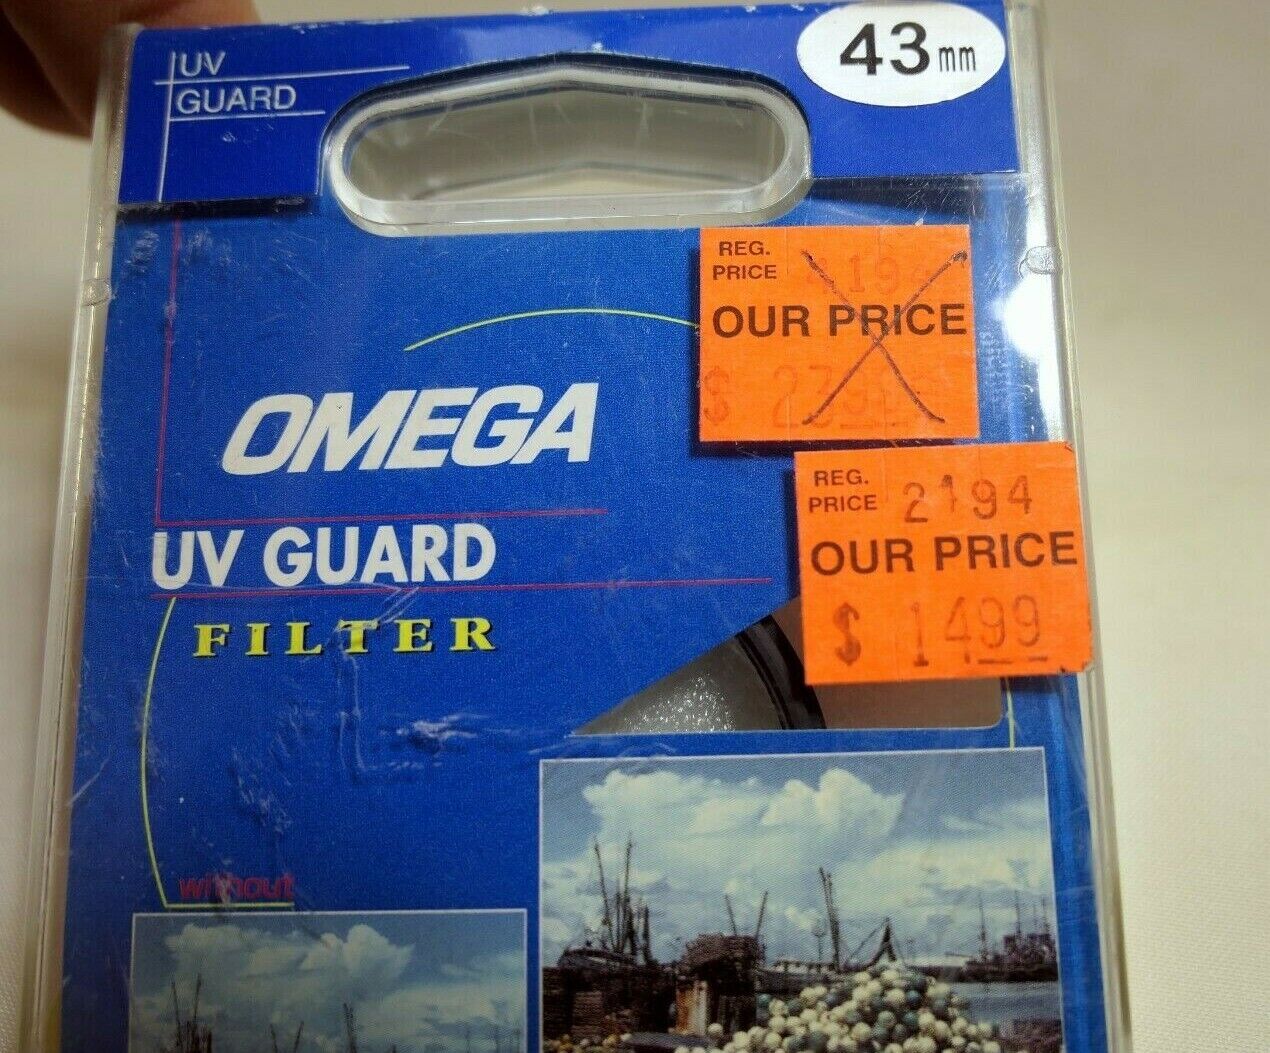 UV
GUARD
43mm
REG.
PRICE
OUR PRICE
$
OMEGA
REG.
PRICE 2194
OUR PRICE
$ 1499
UV GUARD
FILTER
without